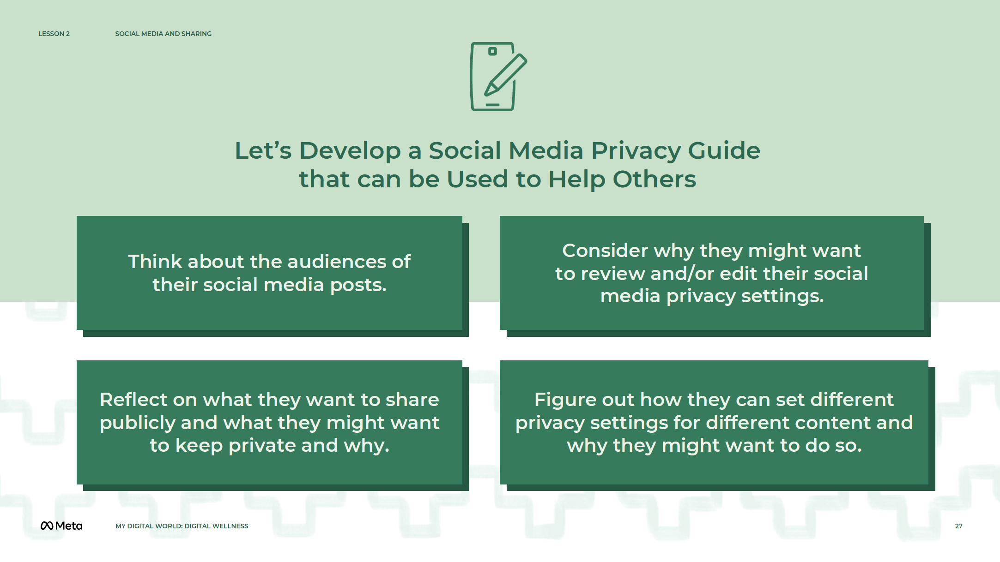 LESSON 2
SOCIAL MEDIA AND SHARING
Let’s Develop a Social Media Privacy Guide
that can be Used to Help Others
Think about the audiences of
their social media posts.
Consider why they might want
to review and/or edit their social
media privacy settings.
Reflect on what they want to share
publicly and what they might want
to keep private and why.
Figure out how they can set different
privacy settings for different content and
why they might want to do so.
Meta
MY DIGITAL WORLD: DIGITAL WELLNESS
27